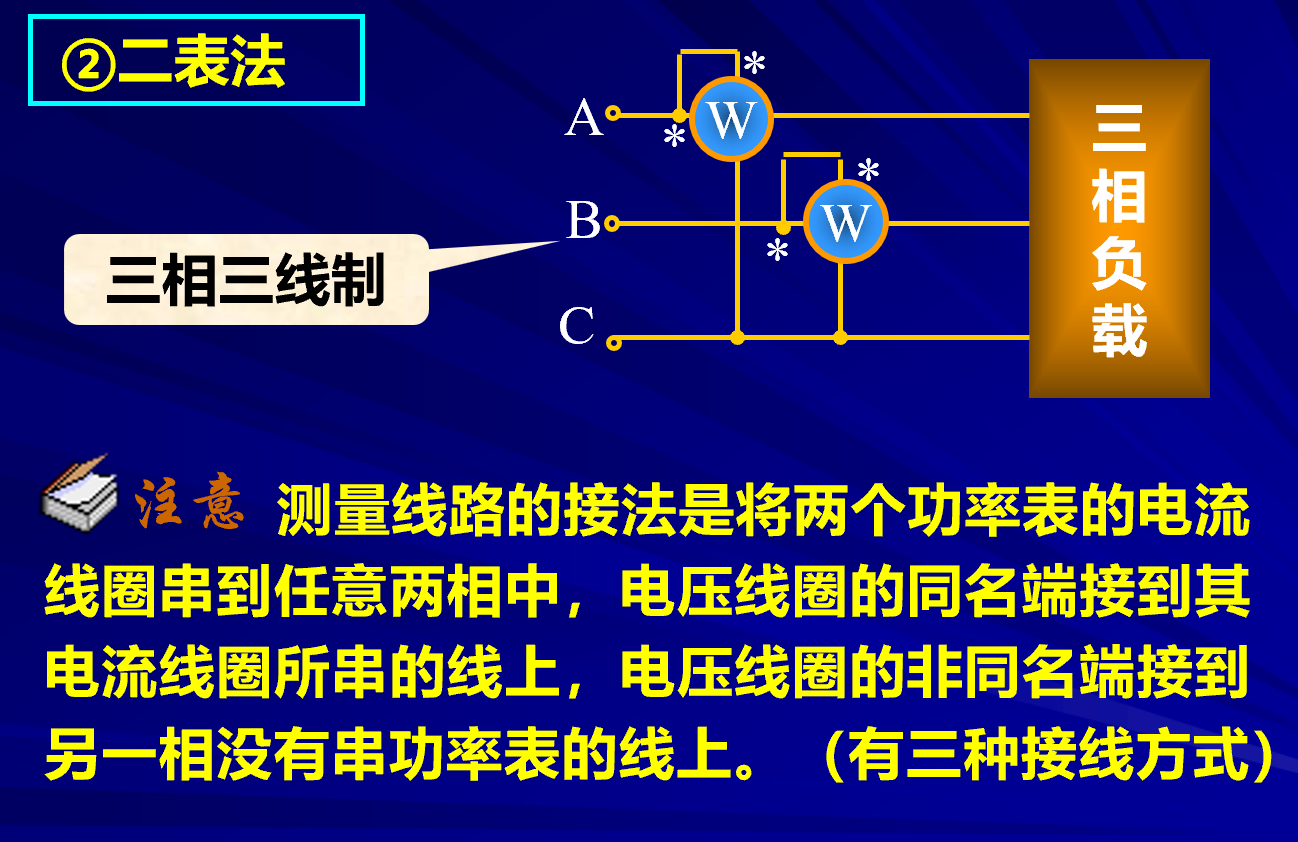 ②二表法
A
*
*
W
三相负载
B
*
*
W
三相三线制
C
注意 测量线路的接法是将两个功率表的电流
线圈串到任意两相中，电压线圈的同名端接到其
电流线圈所串的线上，电压线圈的非同名端接到
另一相没有串功率表的线上。（有三种接线方式）